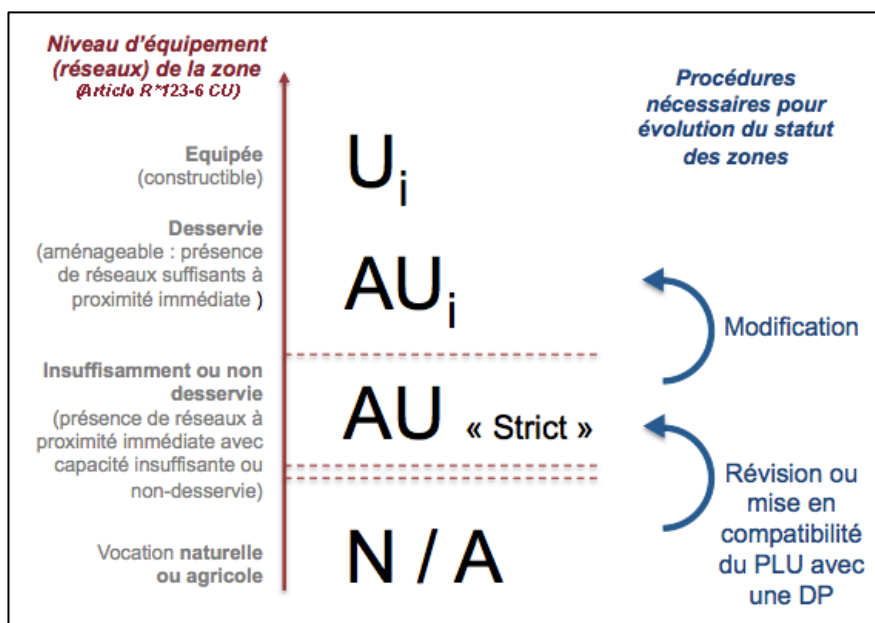 Niveau d'équipement
(réseaux) de la zone
(Article R*123-6 CU)
Procédures
nécessaires pour
évolution du statut
des zones
Equipée
(constructible)
Ui
Desservie
(aménageable : présence
de réseaux suffisants à
proximité immédiate )
AUi
Modification
Insuffisamment ou non
desservie
(présence de réseaux à
proximité immédiate avec
capacité insuffisante ou
non-desservie)
AU « Strict »
Révision ou
mise en
compatibilité
du PLU avec
une DP
Vocation naturelle
ou agricole
N / A